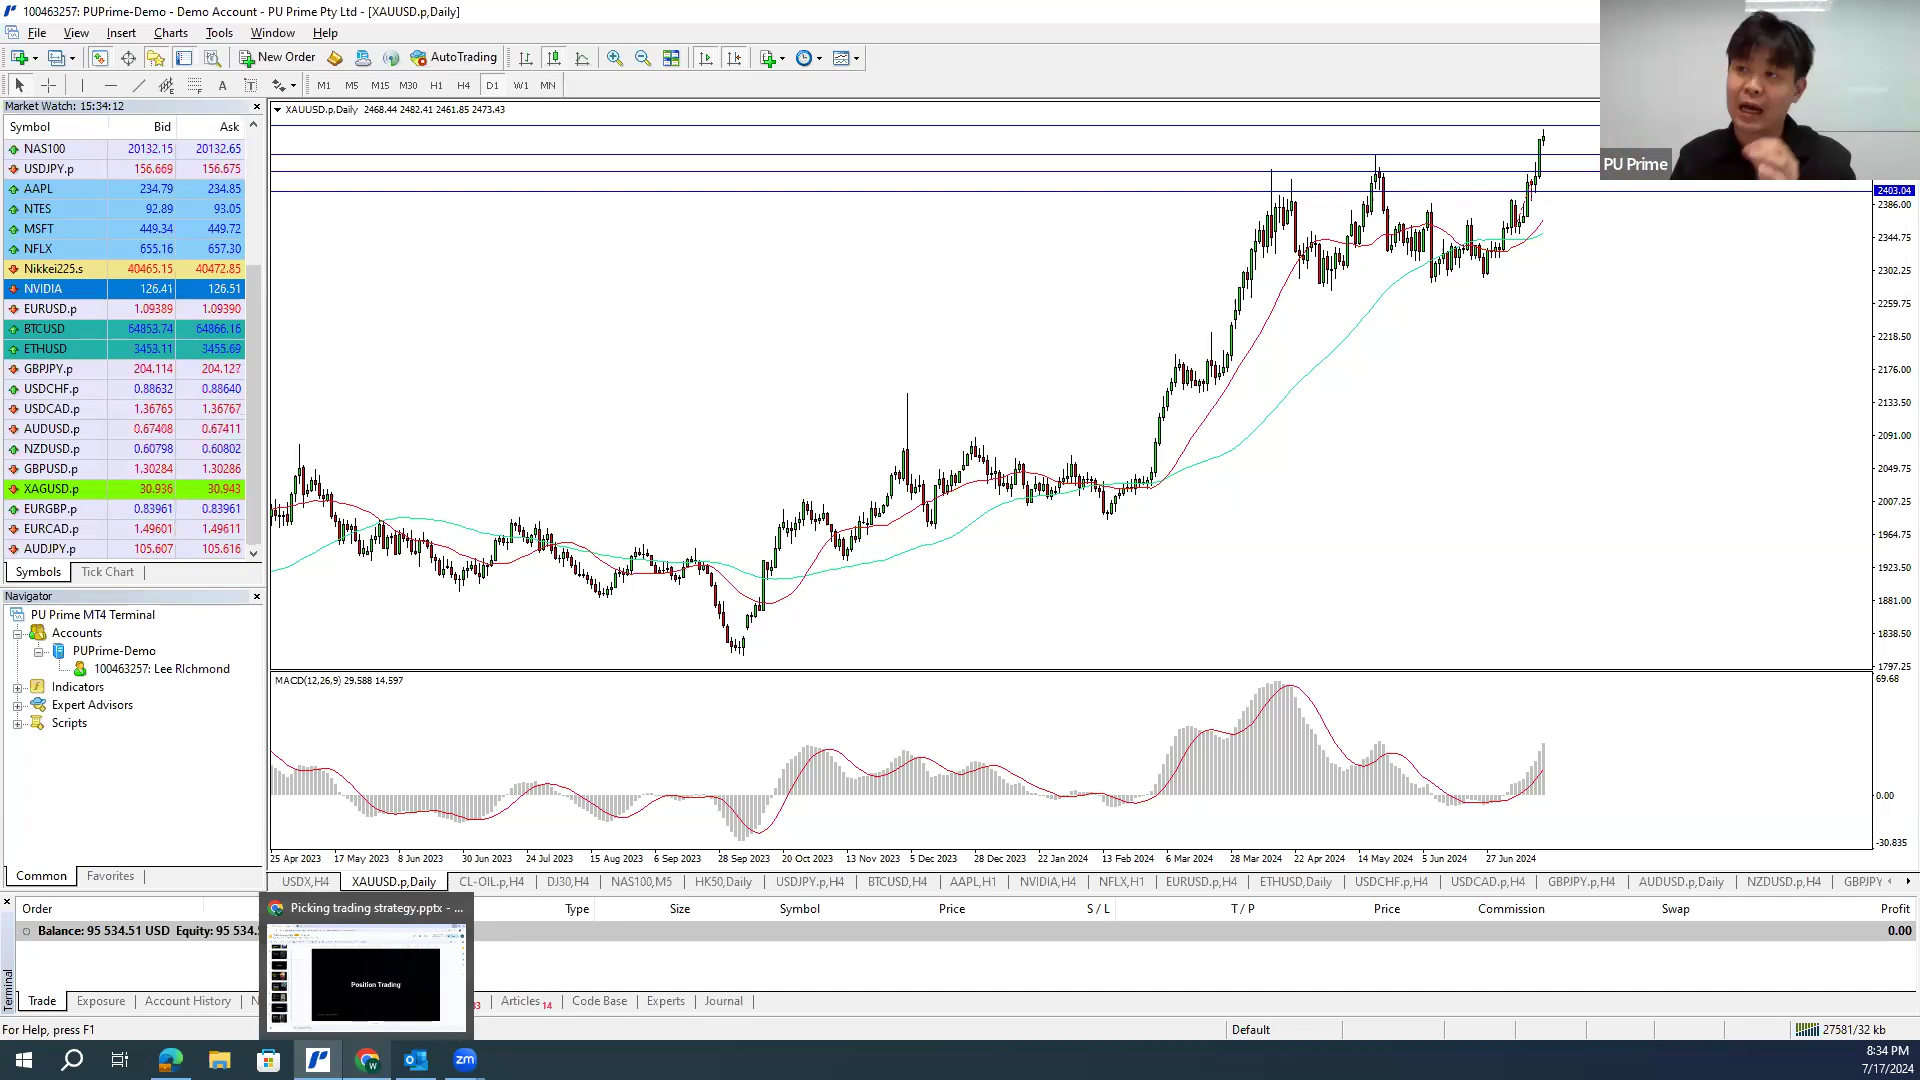 100463257: PUPrime-Demo - Demo Account - PU Prime Pty Ltd - [XAUUSD.p,Daily]
File View Insert Charts Tools Window Help
New Order AutoTrading
A T M1 M5 M15 M30 H1 H4 D1 W1 MN
Market Watch: 15:34:12
Symbol Bid Ask
NAS100 20132.15 20132.65
USDJPY.p 156.669 156.675
AAPL 234.79 234.85
NTES 92.89 93.05
MSFT 449.34 449.72
NFLX 655.16 657.30
Nikkei225.s 40465.15 40472.85
NVIDIA 126.41 126.51
EURUSD.p 1.09389 1.09390
BTCUSD 64853.74 64866.16
ETHUSD 3453.11 3455.69
GBPJPY.p 204.114 204.127
USDCHF.p 0.88632 0.88640
USDCAD.p 1.36765 1.36767
AUDUSD.p 0.67408 0.67411
NZDUSD.p 0.60798 0.60802
GBPUSD.p 1.30284 1.30286
XAGUSD.p 30.936 30.943
EURGBP.p 0.83961 0.83961
EURCAD.p 1.49601 1.49611
AUDJPY.p 105.607 105.616
Symbols Tick Chart
Navigator
PU Prime MT4 Terminal
Accounts
PUPrime-Demo
100463257: Lee RIchmond
Indicators
Expert Advisors
Scripts
Common Favorites
XAUUSD.p,Daily 2468.44 2482.41 2461.85 2473.43
PU Prime
2403.04
2386.00
2344.75
2302.25
2259.75
2218.50
2176.00
2133.50
2091.00
2049.75
2007.25
1964.75
1923.50
1881.00
1838.50
1797.25
MACD(12,26,9) 29.588 14.597
69.68
0.00
-30.835
25 Apr 2023 17 May 2023 8 Jun 2023 30 Jun 2023 24 Jul 2023 15 Aug 2023 6 Sep 2023 28 Sep 2023 20 Oct 2023 13 Nov 2023 5 Dec 2023 28 Dec 2023 22 Jan 2024 13 Feb 2024 6 Mar 2024 28 Mar 2024 22 Apr 2024 14 May 2024 5 Jun 2024 27 Jun 2024
USDX,H4 XAUUSD.p,Daily CL-OIL.p,H4 DJ30,H4 NAS100,M5 HK50,Daily USDJPY.p,H4 BTCUSD,H4 AAPL,H1 NVIDIA,H4 NFLX,H1 EURUSD.p,H4 ETHUSD,Daily USDCHF.p,H4 USDCAD.p,H4 GBPJPY.p,H4 AUDUSD.p,Daily NZDUSD.p,H4 GBPJPY
Order Type Size Symbol Price S / L T / P Price Commission Swap Profit
Balance: 95 534.51 USD Equity: 95 534.5 0.00
Picking trading strategy.pptx - ...
Position Trading
Terminal
Trade Exposure Account History Articles 14 Code Base Experts Journal
For Help, press F1 Default 27581/32 kb
W zm
8:34 PM
7/17/2024